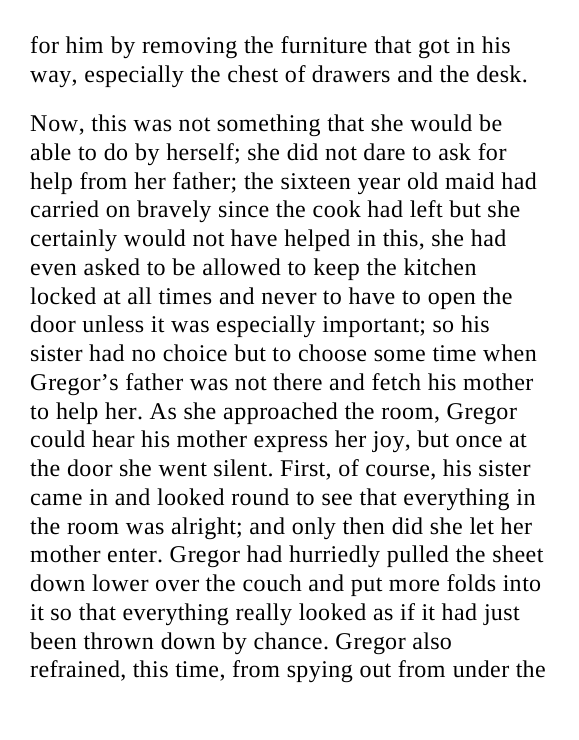 for him by removing the furniture that got in his
way, especially the chest of drawers and the desk.
Now, this was not something that she would be
able to do by herself; she did not dare to ask for
help from her father; the sixteen year old maid had
carried on bravely since the cook had left but she
certainly would not have helped in this, she had
even asked to be allowed to keep the kitchen
locked at all times and never to have to open the
door unless it was especially important; so his
sister had no choice but to choose some time when
Gregor’s father was not there and fetch his mother
to help her. As she approached the room, Gregor
could hear his mother express her joy, but once at
the door she went silent. First, of course, his sister
came in and looked round to see that everything in
the room was alright; and only then did she let her
mother enter. Gregor had hurriedly pulled the sheet
down lower over the couch and put more folds into
it so that everything really looked as if it had just
been thrown down by chance. Gregor also
refrained, this time, from spying out from under the